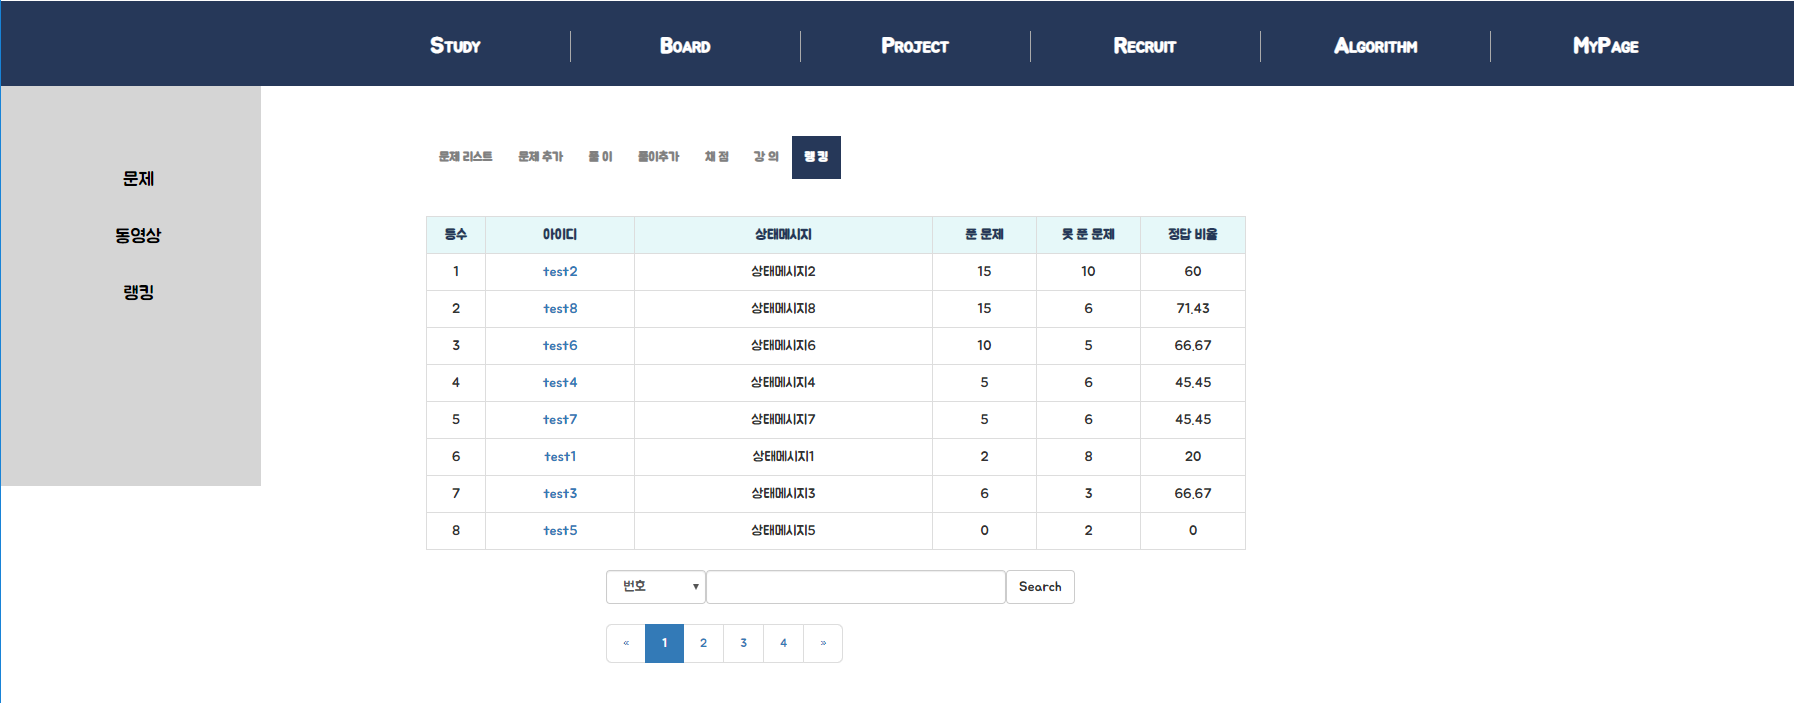 Study Board Project Recruit Algorithm MyPage
문제
동영상
랭킹
문제 리스트 문제 추가 풀 이 풀이추가 채 점 강 의 랭 킹
등수 아이디 상태메시지 푼 문제 못 푼 문제 정답 비율
1 test2 상태메시지2 15 10 60
2 test8 상태메시지8 15 6 71.43
3 test6 상태메시지6 10 5 66.67
4 test4 상태메시지4 5 6 45.45
5 test7 상태메시지7 5 6 45.45
6 test1 상태메시지1 2 8 20
7 test3 상태메시지3 6 3 66.67
8 test5 상태메시지5 0 2 0
번호 Search
« 1 2 3 4 »